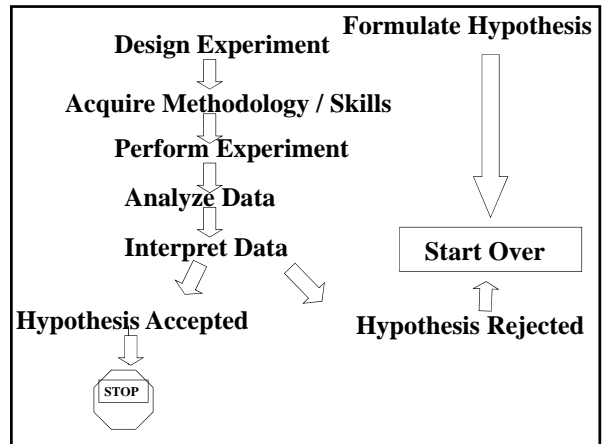 Formulate Hypothesis
Design Experiment
Acquire Methodology / Skills
Perform Experiment
Analyze Data
Interpret Data
Start Over
Hypothesis Accepted
Hypothesis Rejected
STOP